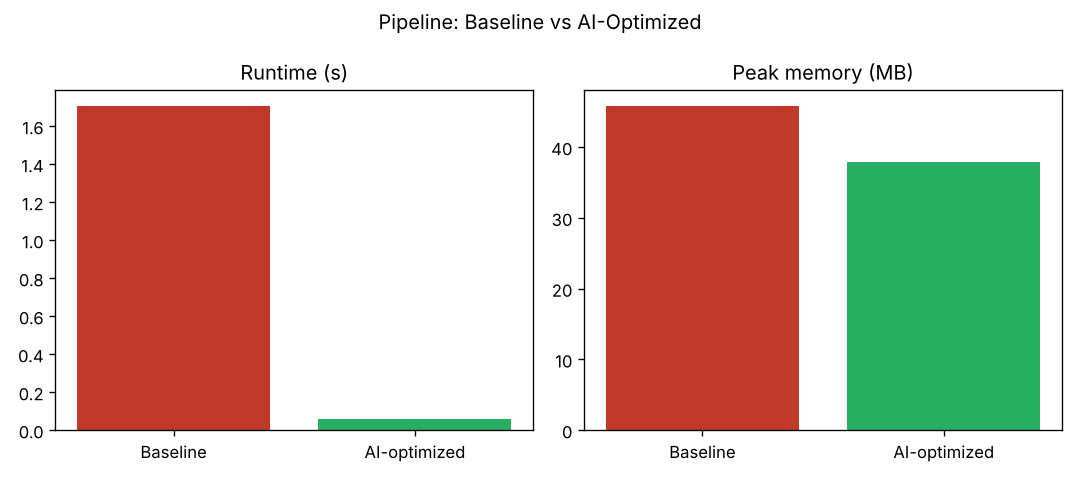 Pipeline: Baseline vs AI-Optimized
Runtime (s)
1.6
1.4
1.2
1.0
0.8
0.6
0.4
0.2
0.0
Baseline
AI-optimized
Peak memory (MB)
40
30
20
10
0
Baseline
AI-optimized